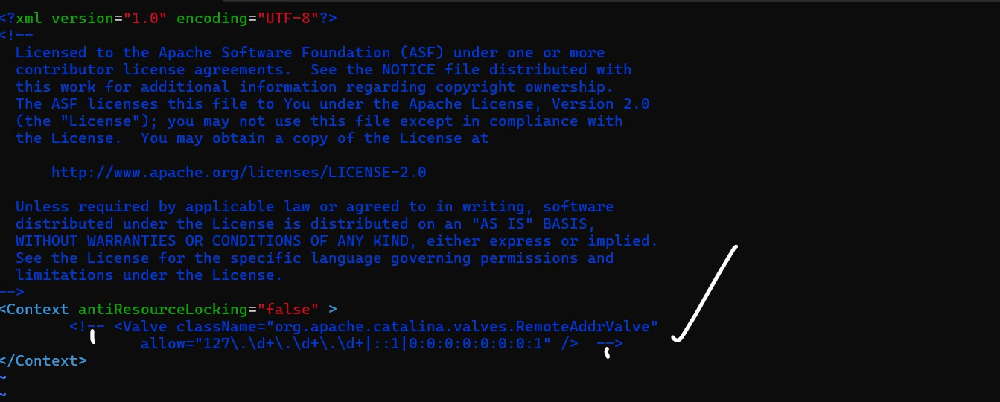 <?xml version="1.0" encoding="UTF-8"?>
<!--
  Licensed to the Apache Software Foundation (ASF) under one or more
  contributor license agreements.  See the NOTICE file distributed with
  this work for additional information regarding copyright ownership.
  The ASF licenses this file to You under the Apache License, Version 2.0
  (the "License"); you may not use this file except in compliance with
  the License.  You may obtain a copy of the License at
      http://www.apache.org/licenses/LICENSE-2.0
  Unless required by applicable law or agreed to in writing, software
  distributed under the License is distributed on an "AS IS" BASIS,
  WITHOUT WARRANTIES OR CONDITIONS OF ANY KIND, either express or implied.
  See the License for the specific language governing permissions and
  limitations under the License.
-->
<Context antiResourceLocking="false" >
        <!-- <Valve className="org.apache.catalina.valves.RemoteAddrValve"
                allow="127\.\d+\.\d+\.\d+|::1|0:0:0:0:0:0:0:1" />  -->
</Context>
~
~